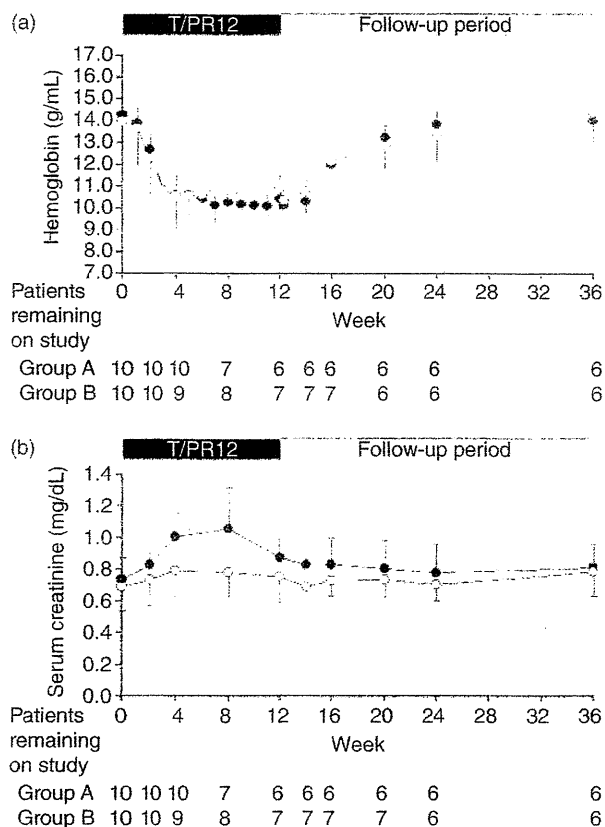 (a)
T/PR12 Follow-up period
Hemoglobin (g/mL)
17.0
16.0
15.0
14.0
13.0
12.0
11.0
10.0
9.0
8.0
7.0
0 4 8 12 16 20 24 28 32 36
Week
Patients
remaining
on study
Group A 10 10 10 7 6 6 6 6 6 6
Group B 10 10 9 8 7 7 7 6 6 6
(b)
T/PR12 Follow-up period
Serum creatinine (mg/dL)
1.4
1.2
1.0
0.8
0.6
0.4
0.2
0.0
0 4 8 12 16 20 24 28 32 36
Week
Patients
remaining
on study
Group A 10 10 10 7 6 6 6 6 6 6
Group B 10 10 9 8 7 7 7 7 6 6